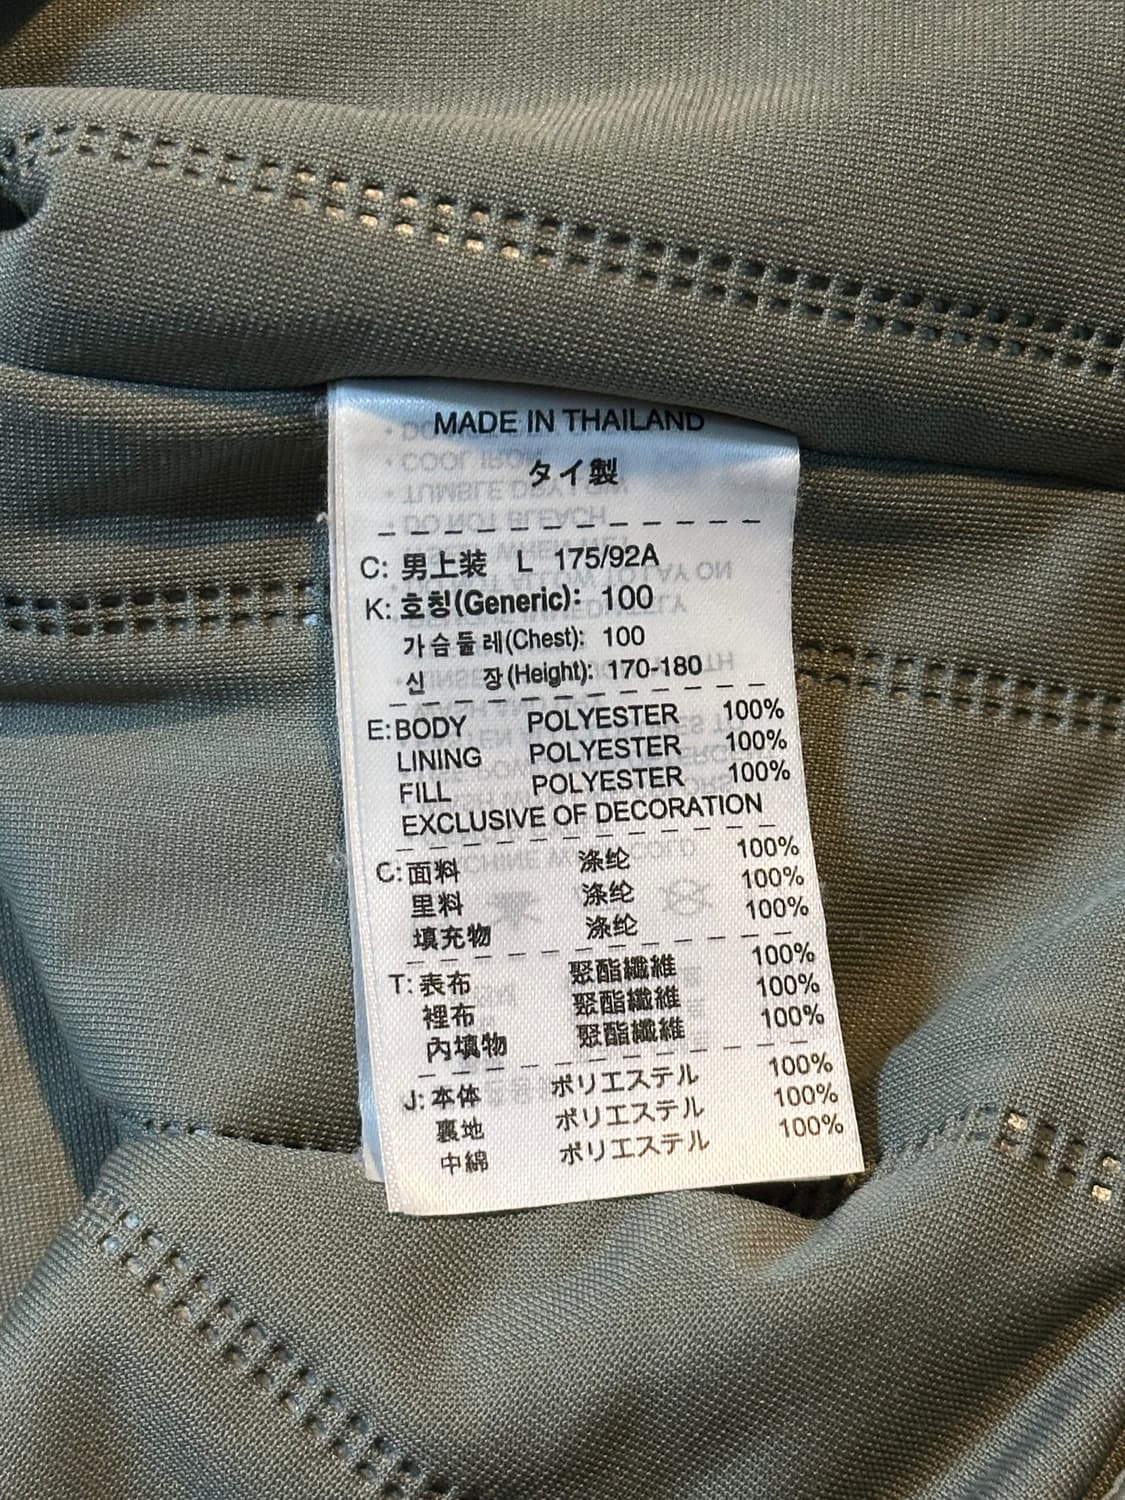 MADE IN THAILAND
タイ製
C: 男上装 L 175/92A
K: 호칭(Generic): 100
가슴둘레(Chest): 100
신 장(Height): 170-180
E: BODY POLYESTER 100%
LINING POLYESTER 100%
FILL POLYESTER 100%
EXCLUSIVE OF DECORATION
C: 面料 涤纶 100%
里料 涤纶 100%
填充物 涤纶 100%
T: 表布 聚酯纖維 100%
裡布 聚酯纖維 100%
內填物 聚酯纖維 100%
J: 本体 ポリエステル 100%
裏地 ポリエステル 100%
中綿 ポリエステル 100%